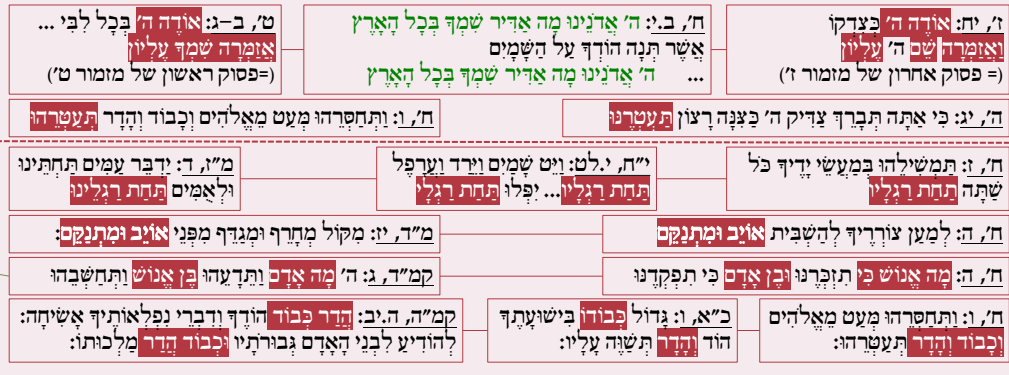 ז׳, יח: אוֹדֶה ה׳ כְּצִדְקוֹ
וַאֲזַמְּרָה שֵׁם ה׳ עֶלְיוֹן
(= פסוק אחרון של מזמור ז׳)
ח׳, ב.י: ה׳ אֲדֹנֵינוּ מָה אַדִּיר שִׁמְךָ בְּכָל הָאָרֶץ
אֲשֶׁר תְּנָה הוֹדְךָ עַל הַשָּׁמָיִם
... ה׳ אֲדֹנֵינוּ מָה אַדִּיר שִׁמְךָ בְּכָל הָאָרֶץ
ט׳, ב–ג: אוֹדֶה ה׳ בְּכָל לִבִּי ...
אֲזַמְּרָה שִׁמְךָ עֶלְיוֹן
(=פסוק ראשון של מזמור ט׳)
ה׳, יג: כִּי אַתָּה תְּבָרֵךְ צַדִּיק ה׳ כַּצִּנָּה רָצוֹן תַּעְטְרֶנּוּ
ח׳, ו: וַתְּחַסְּרֵהוּ מְּעַט מֵאֱלֹהִים וְכָבוֹד וְהָדָר תְּעַטְּרֵהוּ
ח׳, ז: תַּמְשִׁילֵהוּ בְּמַעֲשֵׂי יָדֶיךָ כֹּל
שַׁתָּה תַחַת רַגְלָיו
י״ח, י.לט: וַיֵּט שָׁמַיִם וַיֵּרַד וַעֲרָפֶל
תַּחַת רַגְלָיו... יִפְּלוּ תַּחַת רַגְלָי
מ״ז, ד: יַדְבֵּר עַמִּים תַּחְתֵּינוּ
וּלְאֻמִּים תַּחַת רַגְלֵינוּ
ח׳, ה: לְמַעַן צוֹרְרֶיךָ לְהַשְׁבִּית אוֹיֵב וּמִתְנַקֵּם
מ״ד, יז: מִקּוֹל מְחָרֵף וּמְגַדֵּף מִפְּנֵי אוֹיֵב וּמִתְנַקֵּם:
ח׳, ה: מָה אֱנוֹשׁ כִּי תִזְכְּרֶנּוּ וּבֶן אָדָם כִּי תִפְקְדֶנּוּ
קמ״ד, ג: ה׳ מָה אָדָם וַתֵּדָעֵהוּ בֶּן אֱנוֹשׁ וַתְּחַשְּׁבֵהוּ
ח׳, ו: וַתְּחַסְּרֵהוּ מְּעַט מֵאֱלֹהִים
וְכָבוֹד וְהָדָר תְּעַטְּרֵהוּ:
כ״א, ו: גָּדוֹל כְּבוֹדוֹ בִּישׁוּעָתֶךָ
הוֹד וְהָדָר תְּשַׁוֶּה עָלָיו:
קמ״ה, ה.יב: הֲדַר כְּבוֹד הוֹדֶךָ וְדִבְרֵי נִפְלְאוֹתֶיךָ אָשִׂיחָה:
לְהוֹדִיעַ לִבְנֵי הָאָדָם גְּבוּרֹתָיו וּכְבוֹד הֲדַר מַלְכוּתוֹ: